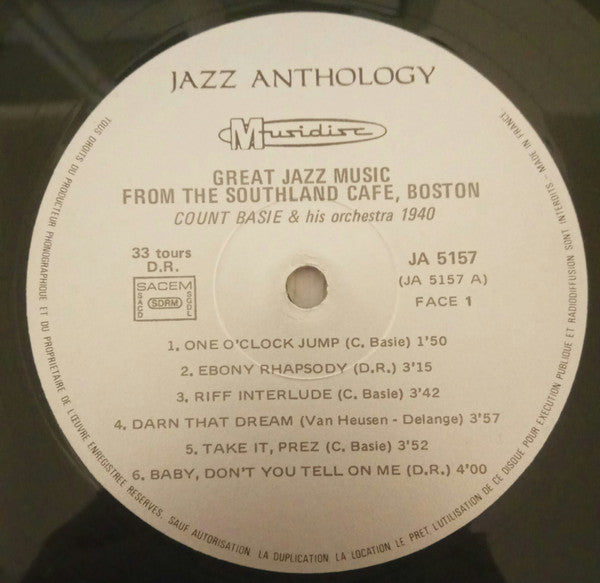 JAZZ ANTHOLOGY
Musidisc
GREAT JAZZ MUSIC
FROM THE SOUTHLAND CAFE, BOSTON
COUNT BASIE & his orchestra 1940
33 tours
D.R.
SACEM
SACD
SDRM
SGDL
JA 5157
(JA 5157 A)
FACE 1
1. ONE O'CLOCK JUMP (C. Basie) 1'50
2. EBONY RHAPSODY (D.R.) 3'15
3. RIFF INTERLUDE (C. Basie) 3'42
4. DARN THAT DREAM (Van Heusen - Delange) 3'57
5. TAKE IT, PREZ (C. Basie) 3'52
6. BABY, DON'T YOU TELL ON ME (D.R.) 4'00
TOUS DROITS DU PRODUCTEUR PHONOGRAPHIQUE ET DU PROPRIETAIRE DE L'ŒUVRE ENREGISTREE RESERVES. SAUF AUTORISATION LA DUPLICATION, LA LOCATION LE PRET, L'UTILISATION DE CE DISQUE POUR EXECUTION PUBLIQUE ET RADIODIFFUSION SONT INTERDITS - MADE IN FRANCE